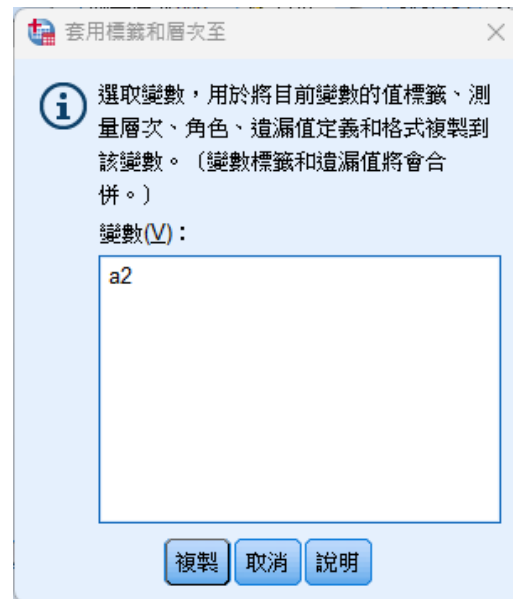 套用標籤和層次至
選取變數，用於將目前變數的值標籤、測
量層次、角色、遺漏值定義和格式複製到
該變數。（變數標籤和遺漏值將會合
併。）
變數(V)：
a2
複製 取消 說明